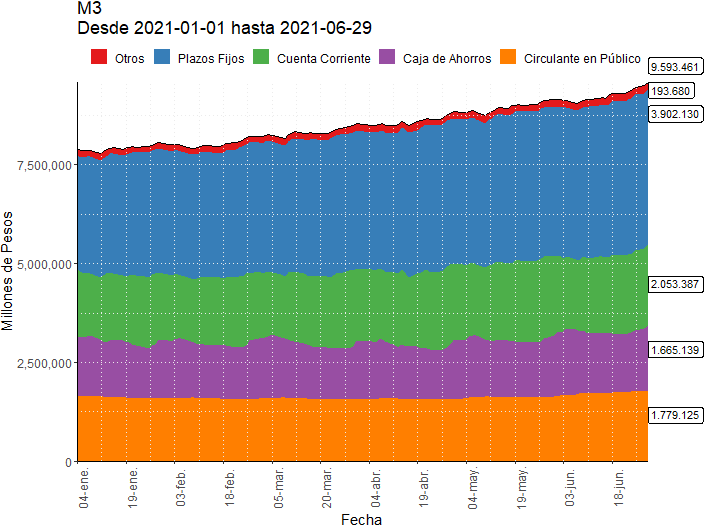 M3
Desde 2021-01-01 hasta 2021-06-29
Otros
Plazos Fijos
Cuenta Corriente
Caja de Ahorros
Circulante en Público
9.593.461
193.680
3.902.130
2.053.387
1.665.139
1.779.125
7,500,000
5,000,000
2,500,000
0
Millones de Pesos
04-ene.
19-ene.
03-feb.
18-feb.
05-mar.
20-mar.
04-abr.
19-abr.
04-may.
19-may.
03-jun.
18-jun.
Fecha